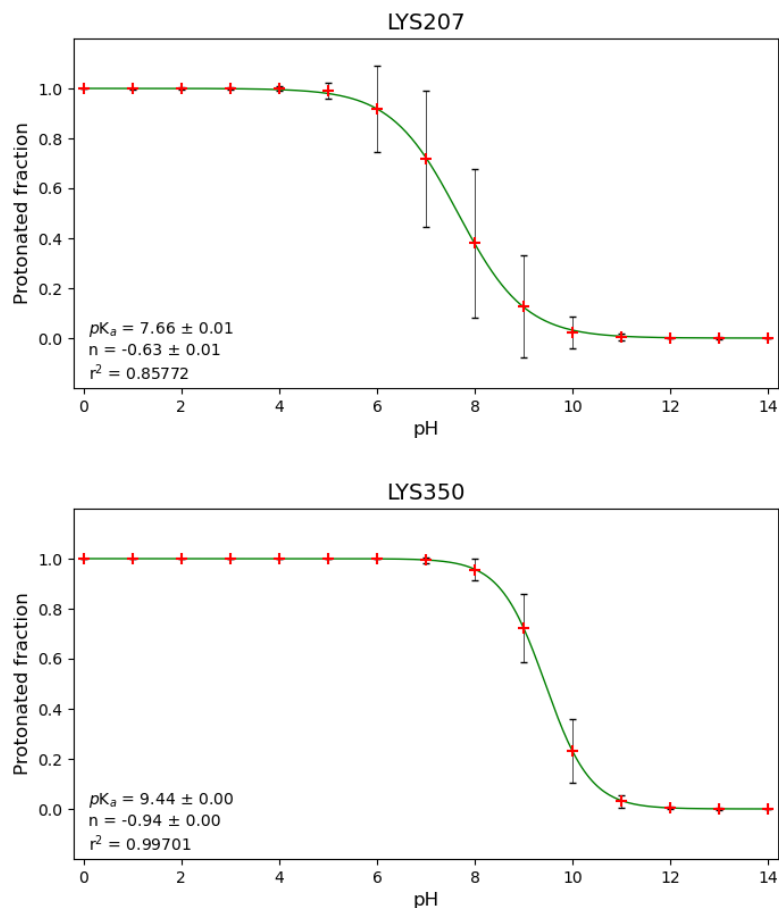 LYS207
Protonated fraction
1.0
0.8
0.6
0.4
0.2
0.0
pKₐ = 7.66 ± 0.01
n = -0.63 ± 0.01
r² = 0.85772
0 2 4 6 8 10 12 14
pH
LYS350
Protonated fraction
1.0
0.8
0.6
0.4
0.2
0.0
pKₐ = 9.44 ± 0.00
n = -0.94 ± 0.00
r² = 0.99701
0 2 4 6 8 10 12 14
pH